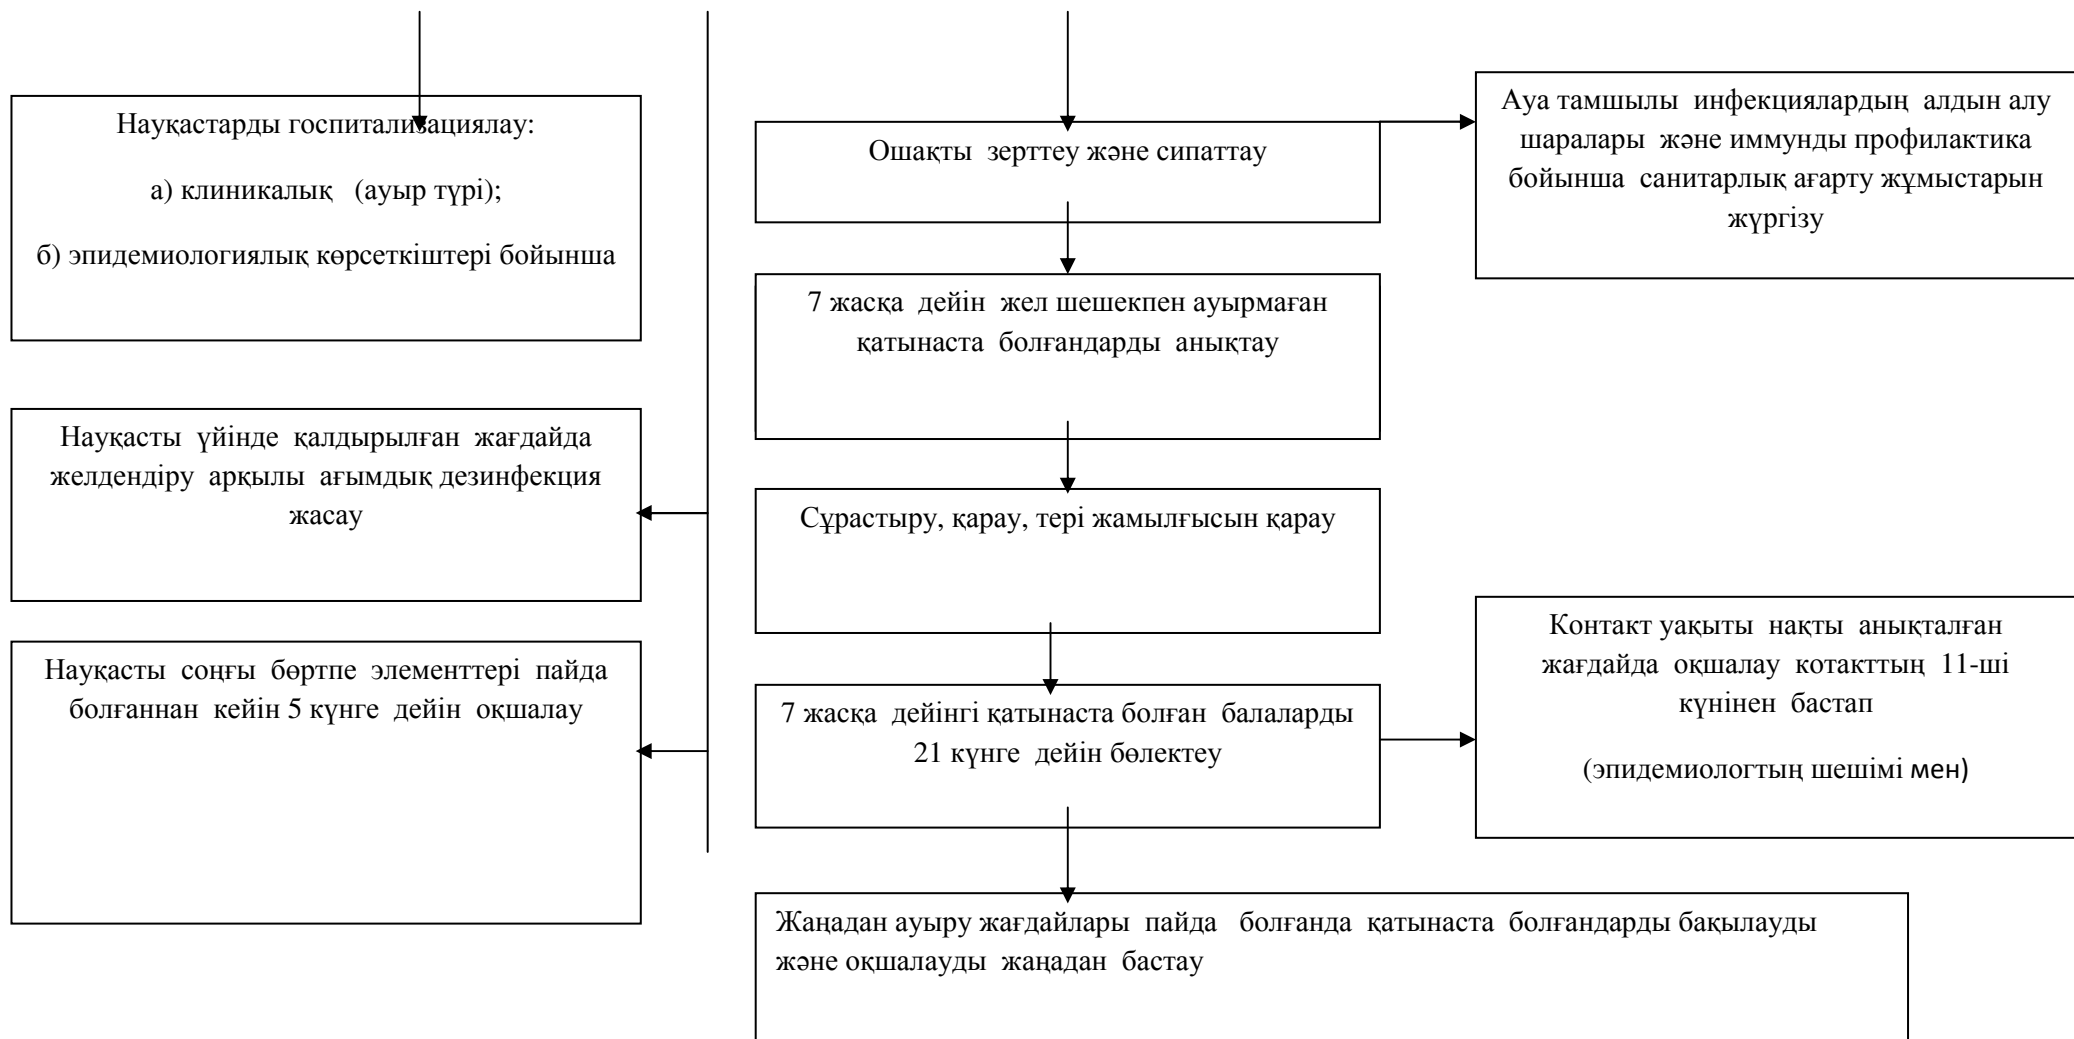 Науқастарды госпитализациялау:
а) клиникалық (ауыр түрі);
б) эпидемиологиялық көрсеткіштері бойынша
Науқасты үйінде қалдырылған жағдайда
желдендіру арқылы ағымдық дезинфекция
жасау
Науқасты соңғы бөртпе элементтері пайда
болғаннан кейін 5 күнге дейін оқшалау
Ошақты зерттеу және сипаттау
7 жасқа дейін жел шешекпен ауырмаған
қатынаста болғандарды анықтау
Сұрастыру, қарау, тері жамылғысын қарау
7 жасқа дейінгі қатынаста болған балаларды
21 күнге дейін бөлектеу
Жаңадан ауыру жағдайлары пайда болғанда қатынаста болғандарды бақылауды
және оқшалауды жаңадан бастау
Ауа тамшылы инфекциялардың алдын алу
шаралары және иммунды профилактика
бойынша санитарлық ағарту жұмыстарын
жүргізу
Контакт уақыты нақты анықталған
жағдайда оқшалау котакттың 11-ші
күнінен бастап
(эпидемиологтың шешімі мен)